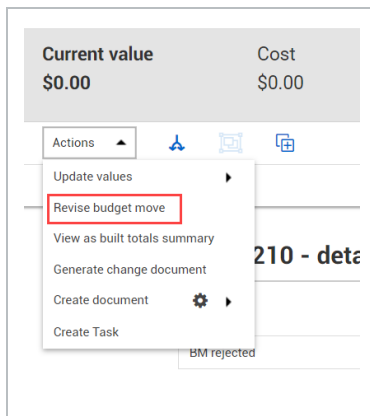 Current value Cost
$0.00 $0.00
Actions
Update values
Revise budget move
View as built totals summary
210 - deta
Generate change document
Create document
Create Task
BM rejected